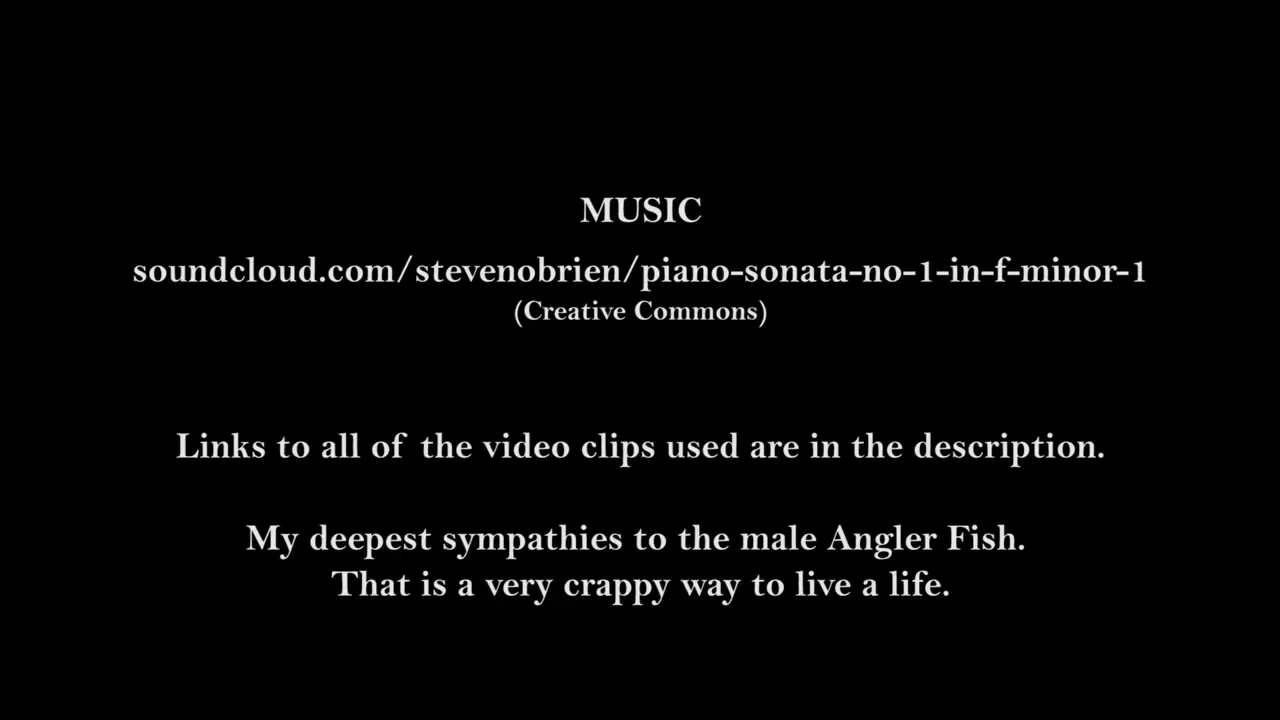 MUSIC
soundcloud.com/stevenobrien/piano-sonata-no-1-in-f-minor-1
(Creative Commons)
Links to all of the video clips used are in the description.
My deepest sympathies to the male Angler Fish.
That is a very crappy way to live a life.